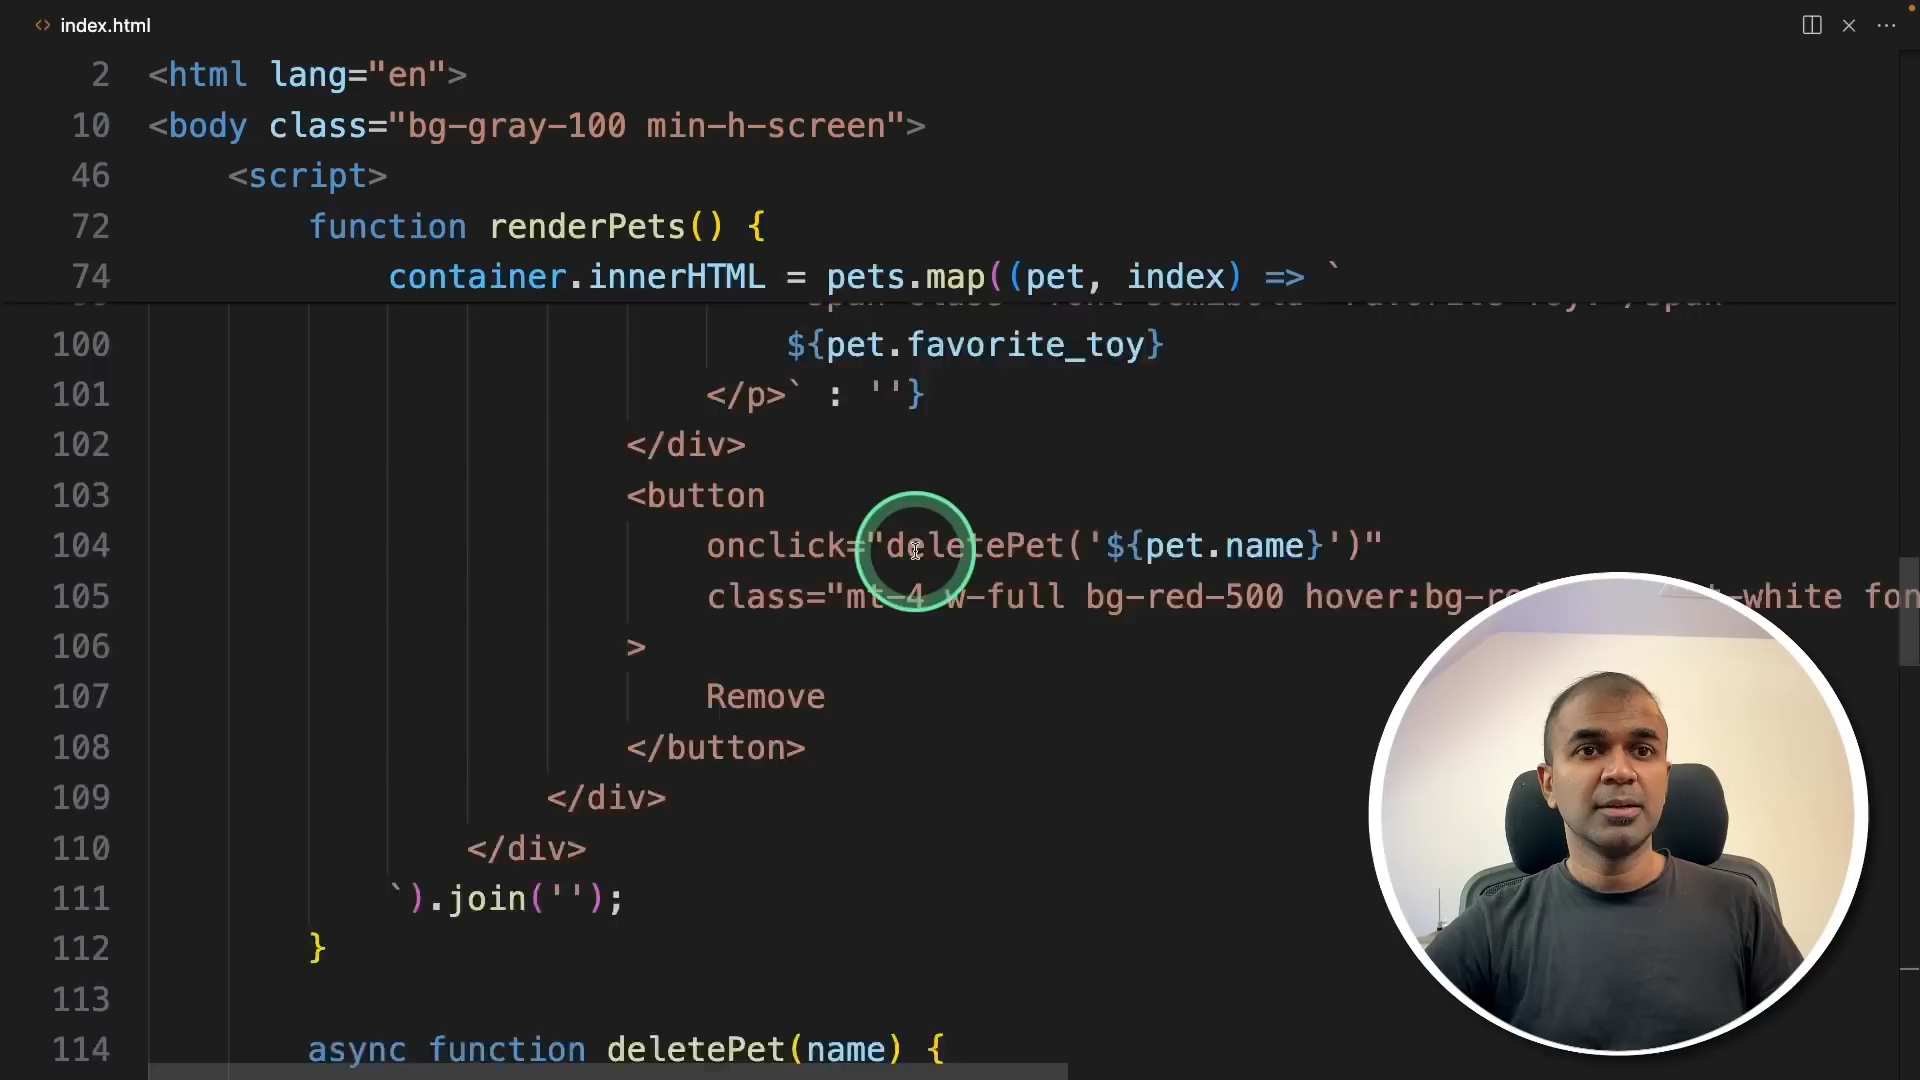 index.html
2 <html lang="en">
10 <body class="bg-gray-100 min-h-screen">
46 <script>
72 function renderPets() {
74 container.innerHTML = pets.map((pet, index) => `
100 ${pet.favorite_toy}
101 </p>` : ''}
102 </div>
103 <button
104 onclick="deletePet('${pet.name}')"
105 class="mt-4 w-full bg-red-500 hover:bg-re -white fon
106 >
107 Remove
108 </button>
109 </div>
110 </div>
111 `).join('');
112 }
113
114 async function deletePet(name) {